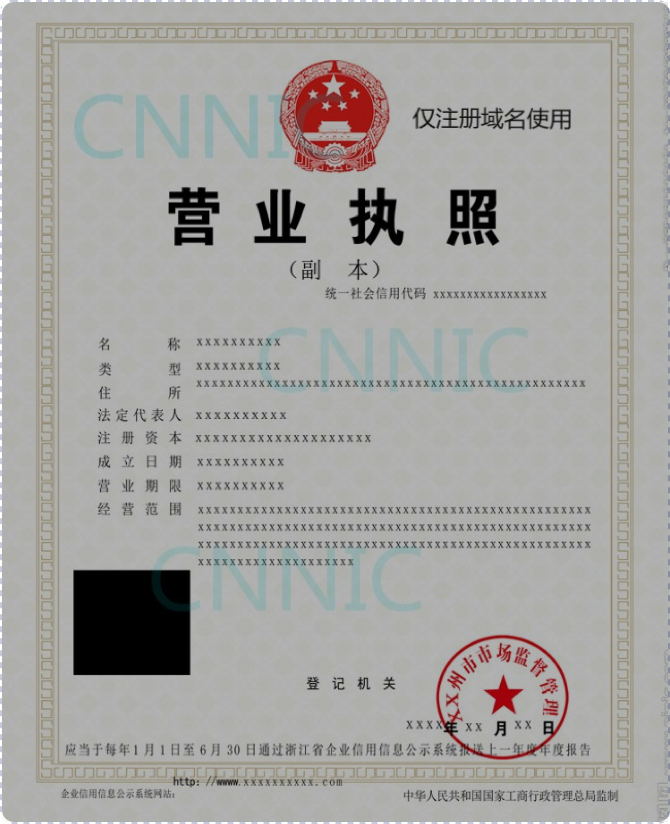 CNNIC
仅注册域名使用
营业执照
（副 本）
统一社会信用代码 xxxxxxxxxxxxxxxxx
CNNIC
名 称 xxxxxxxxxx
类 型 xxxxxxxxxx
住 所 xxxxxxxxxxxxxxxxxxxxxxxxxxxxxxxxxxxxxxxxxxxxxxxxxx
法定代表人 xxxxxxxxxx
注册资本 xxxxxxxxxxxxxxxxxxxx
成立日期 xxxxxxxxxx
营业期限 xxxxxxxxxx
经营范围 xxxxxxxxxxxxxxxxxxxxxxxxxxxxxxxxxxxxxxxxxxxxxxxxxx
xxxxxxxxxxxxxxxxxxxxxxxxxxxxxxxxxxxxxxxxxxxxxxxxxx
xxxxxxxxxxxxxxxxxxxxxxxxxxxxxxxxxxxxxxxxxxxxxxxxxx
xxxxxxxxxxxxxxxxxxxx
CNNIC
XX州市市场监督管理
登记机关
xxxx年 xx 月 xx 日
应当于每年1月1日至6月30日通过浙江省企业信用信息公示系统报送上一年度年度报告
http: //www.xxxxxxxxxx.com
企业信用信息公示系统网站:
中华人民共和国国家工商行政管理总局监制